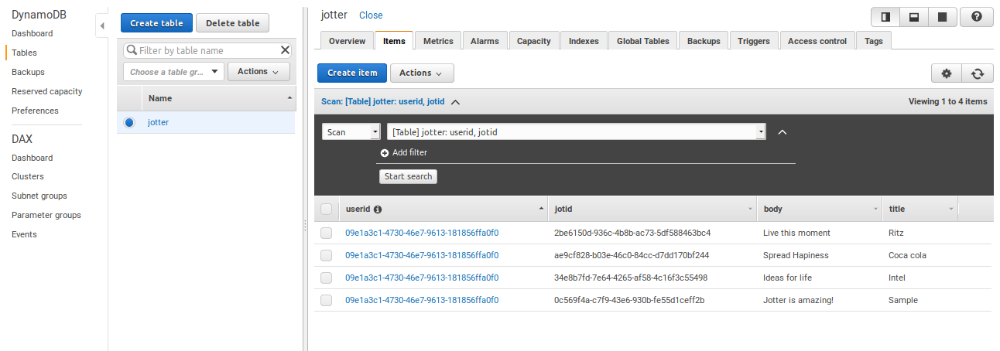 DynamoDB
Dashboard
Tables
Backups
Reserved capacity
Preferences
DAX
Dashboard
Clusters
Subnet groups
Parameter groups
Events
Create table Delete table
Filter by table name
Choose a table gr... Actions
Name
jotter
jotter Close
Overview Items Metrics Alarms Capacity Indexes Global Tables Backups Triggers Access control Tags
Create item Actions
Scan: [Table] jotter: userid, jotid Viewing 1 to 4 items
Scan [Table] jotter: userid, jotid
Add filter
Start search
userid jotid body title
09e1a3c1-4730-46e7-9613-181856ffa0f0 2be6150d-936c-4b8b-ac73-5df588463bc4 Live this moment Ritz
09e1a3c1-4730-46e7-9613-181856ffa0f0 ae9cf828-b03e-46c0-84cc-d7dd170bf244 Spread Hapiness Coca cola
09e1a3c1-4730-46e7-9613-181856ffa0f0 34e8b7fd-7e64-4265-af58-4c16f3c55498 Ideas for life Intel
09e1a3c1-4730-46e7-9613-181856ffa0f0 0c569f4a-c7f9-43e6-930b-fe55d1ceff2b Jotter is amazing! Sample